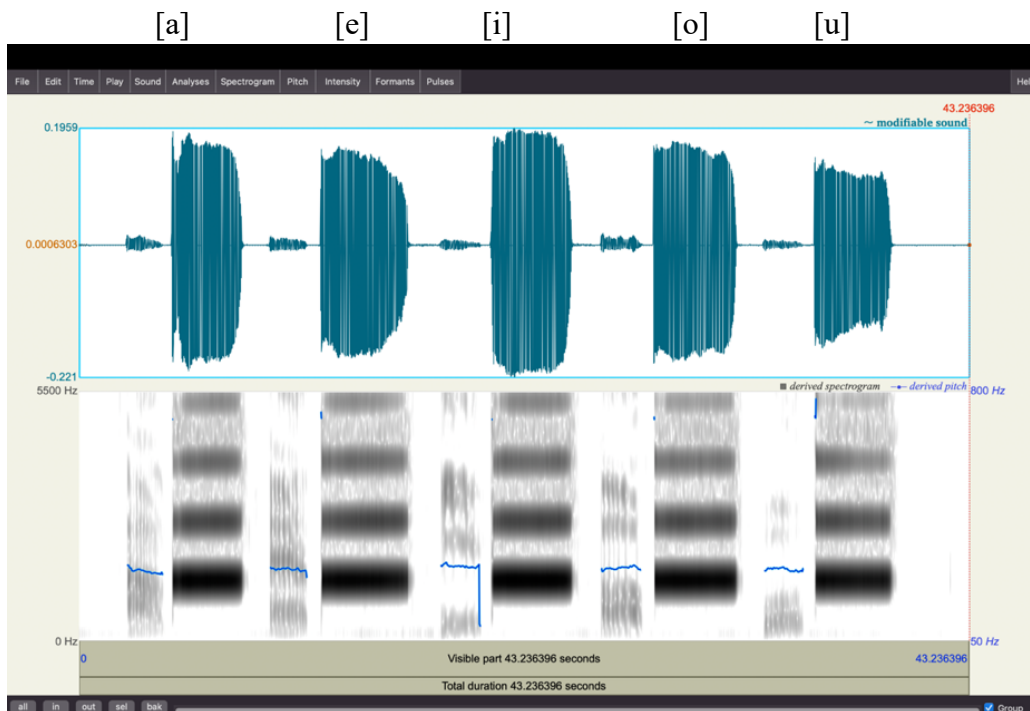 [a] [e] [i] [o] [u]
File Edit Time Play Sound Analyses Spectrogram Pitch Intensity Formants Pulses Hel
43.236396
0.1959 ~ modifiable sound
0.0006303
-0.221
5500 Hz derived spectrogram derived pitch 800 Hz
0 Hz 50 Hz
0 Visible part 43.236396 seconds 43.236396
Total duration 43.236396 seconds
all in out sel bak Group